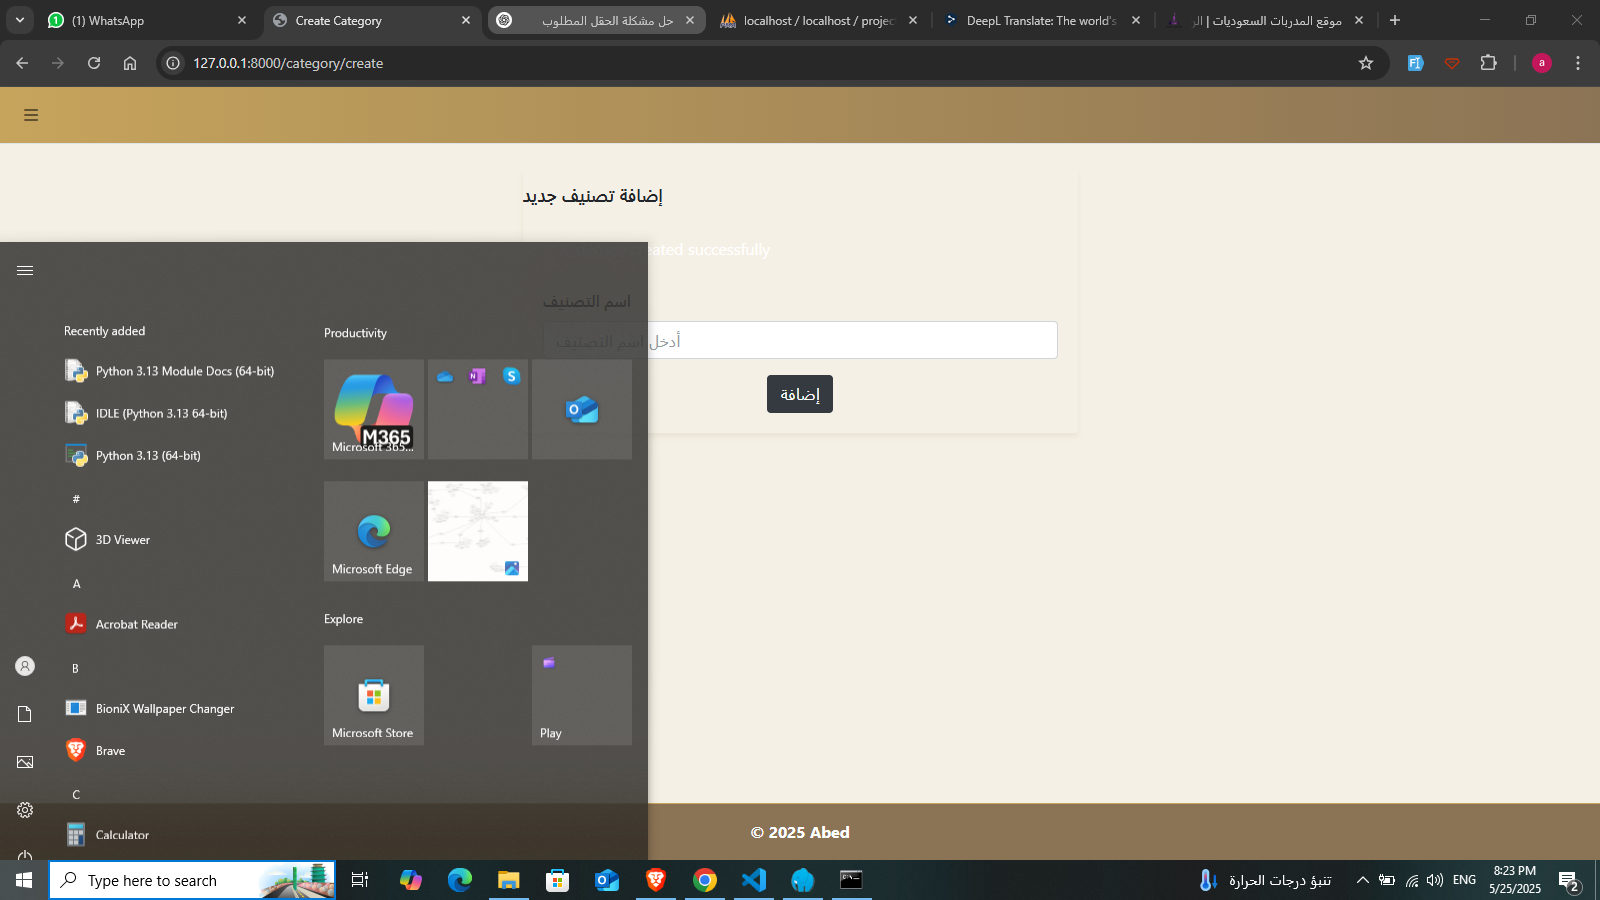 (1) WhatsApp
Create Category
حل مشكلة الحقل المطلوب
localhost / localhost / project
DeepL Translate: The world's
موقع المدربات السعوديات | الر
127.0.0.1:8000/category/create
a
إضافة تصنيف جديد
eated successfully
اسم التصنيف
أدخل اسم التصنيف
إضافة
Recently added
Python 3.13 Module Docs (64-bit)
IDLE (Python 3.13 64-bit)
Python 3.13 (64-bit)
#
3D Viewer
A
Acrobat Reader
B
BioniX Wallpaper Changer
Brave
C
Calculator
Productivity
M365
Microsoft 365...
Microsoft Edge
Explore
Microsoft Store
Play
© 2025 Abed
Type here to search
تنبؤ درجات الحرارة
ENG
8:23 PM
5/25/2025
2